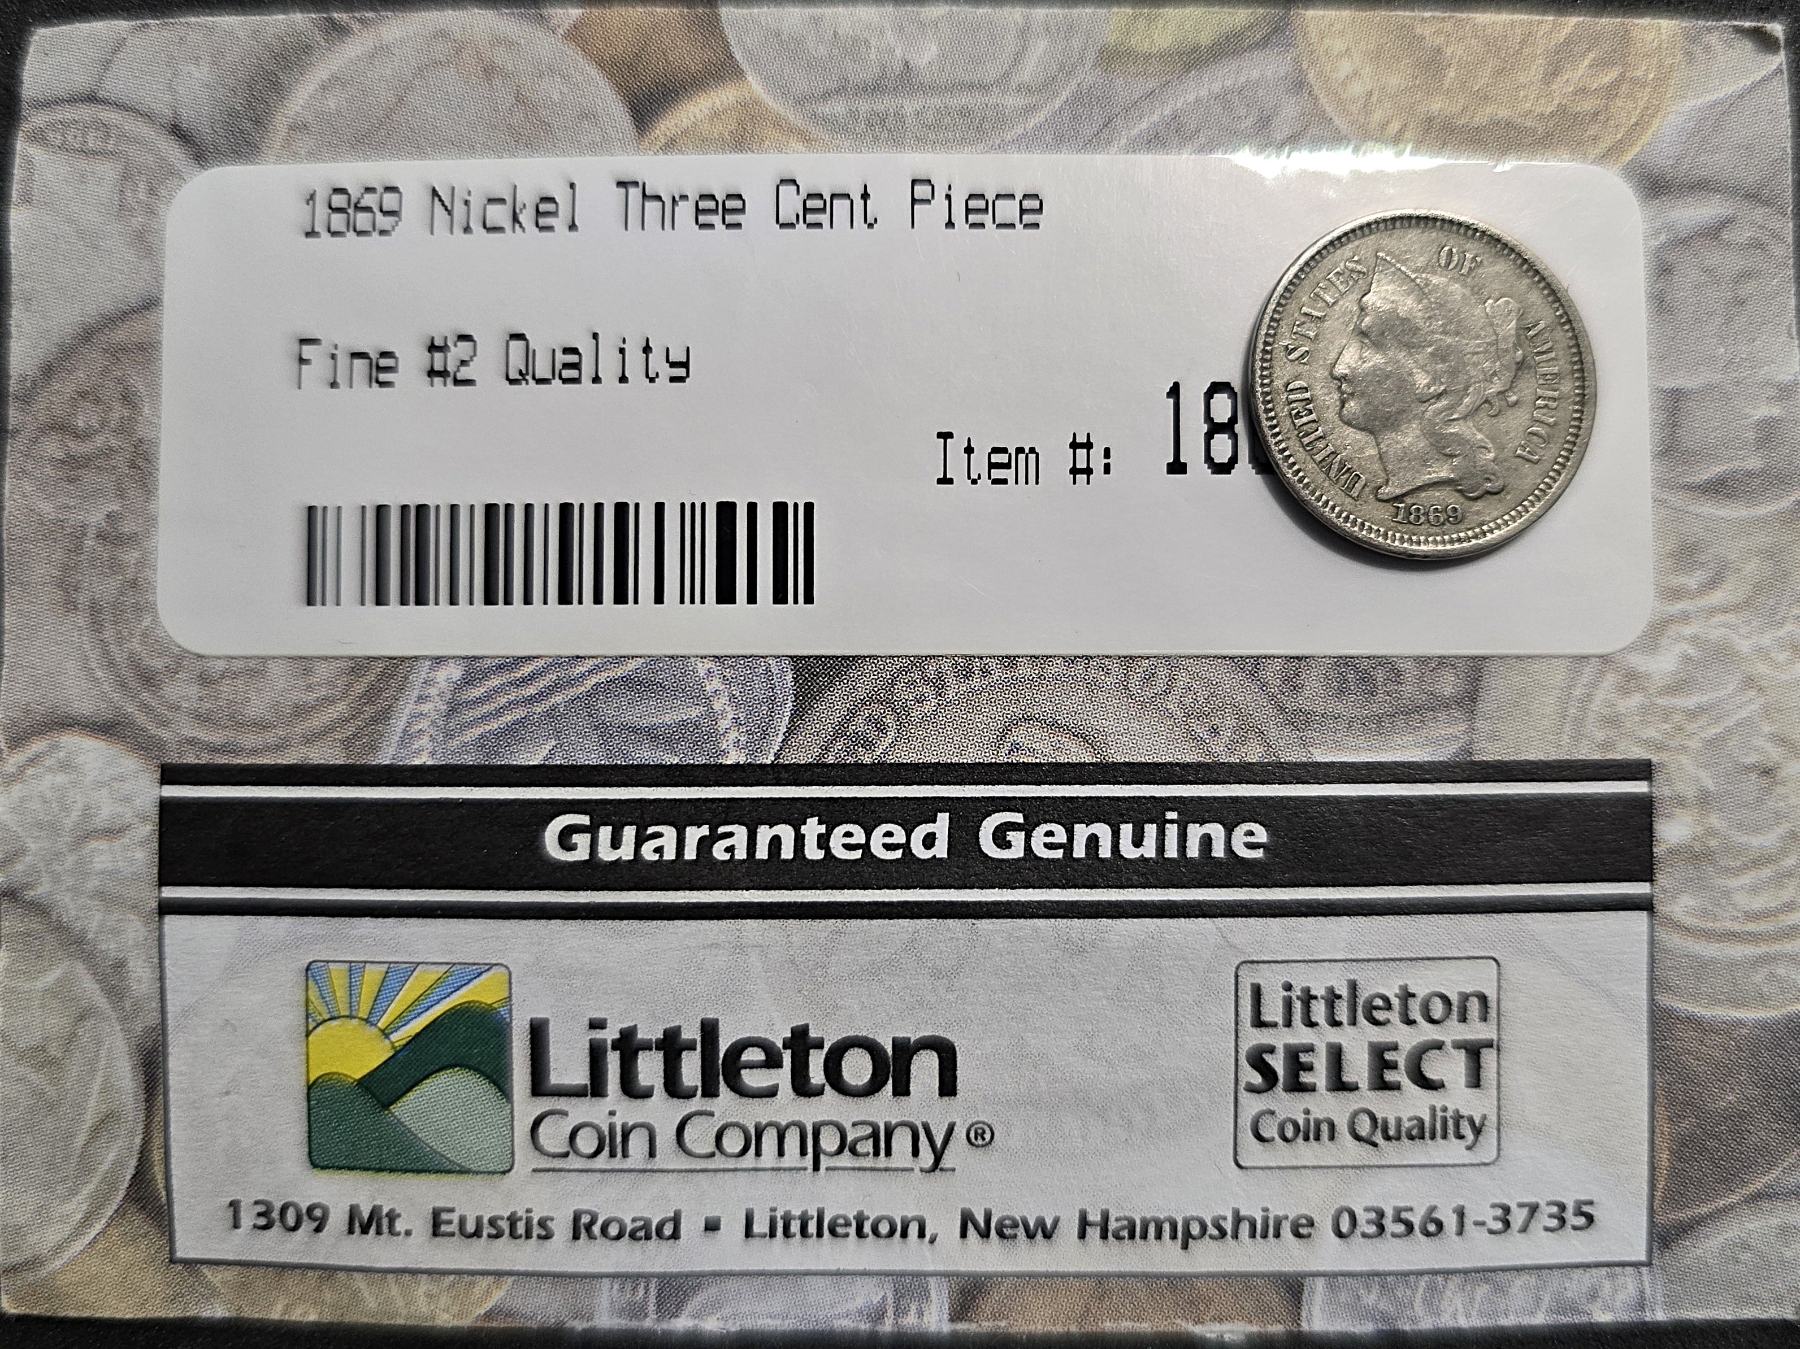 1869 Nickel Three Cent Piece
Fine #2 Quality
Item #: 18
UNITED STATES OF AMERICA
1869
Guaranteed Genuine
Littleton
Coin Company®
Littleton
SELECT
Coin Quality
1309 Mt. Eustis Road ▪ Littleton, New Hampshire 03561-3735